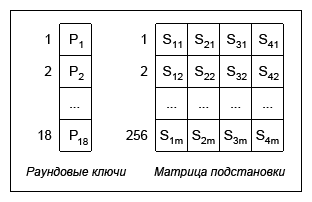 1 P1 1 S11 S21 S31 S41
2 P2 2 S12 S22 S32 S42
... ... ... ... ...
18 P18 256 S1m S2m S3m S4m
Раундовые ключи Матрица подстановки